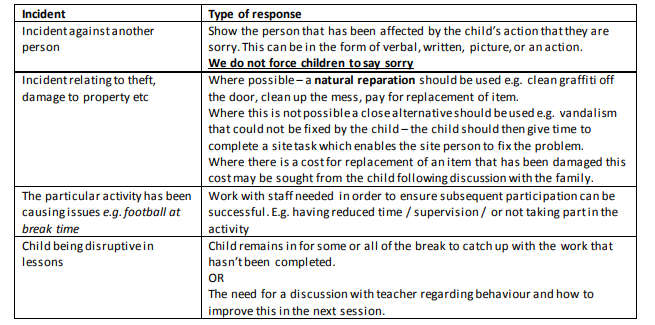 Incident Type of response
Incident against another person
Show the person that has been affected by the child's action that they are
sorry. This can be in the form of verbal, written, picture, or an action.
We do not force children to say sorry
Incident relating to theft,
damage to property etc
Where possible – a natural reparation should be used e.g. clean graffiti off
the door, clean up the mess, pay for replacement of item.
Where this is not possible a close alternative should be used e.g. vandalism
that could not be fixed by the child – the child should then give time to
complete a site task which enables the site person to fix the problem.
Where there is a cost for replacement of an item that has been damaged this
cost may be sought from the child following discussion with the family.
The particular activity has been
causing issues e.g. football at
break time
Work with staff needed in order to ensure subsequent participation can be
successful. E.g. having reduced time / supervision / or not taking part in the
activity
Child being disruptive in
lessons
Child remains in for some or all of the break to catch up with the work that
hasn't been completed.
OR
The need for a discussion with teacher regarding behaviour and how to
improve this in the next session.